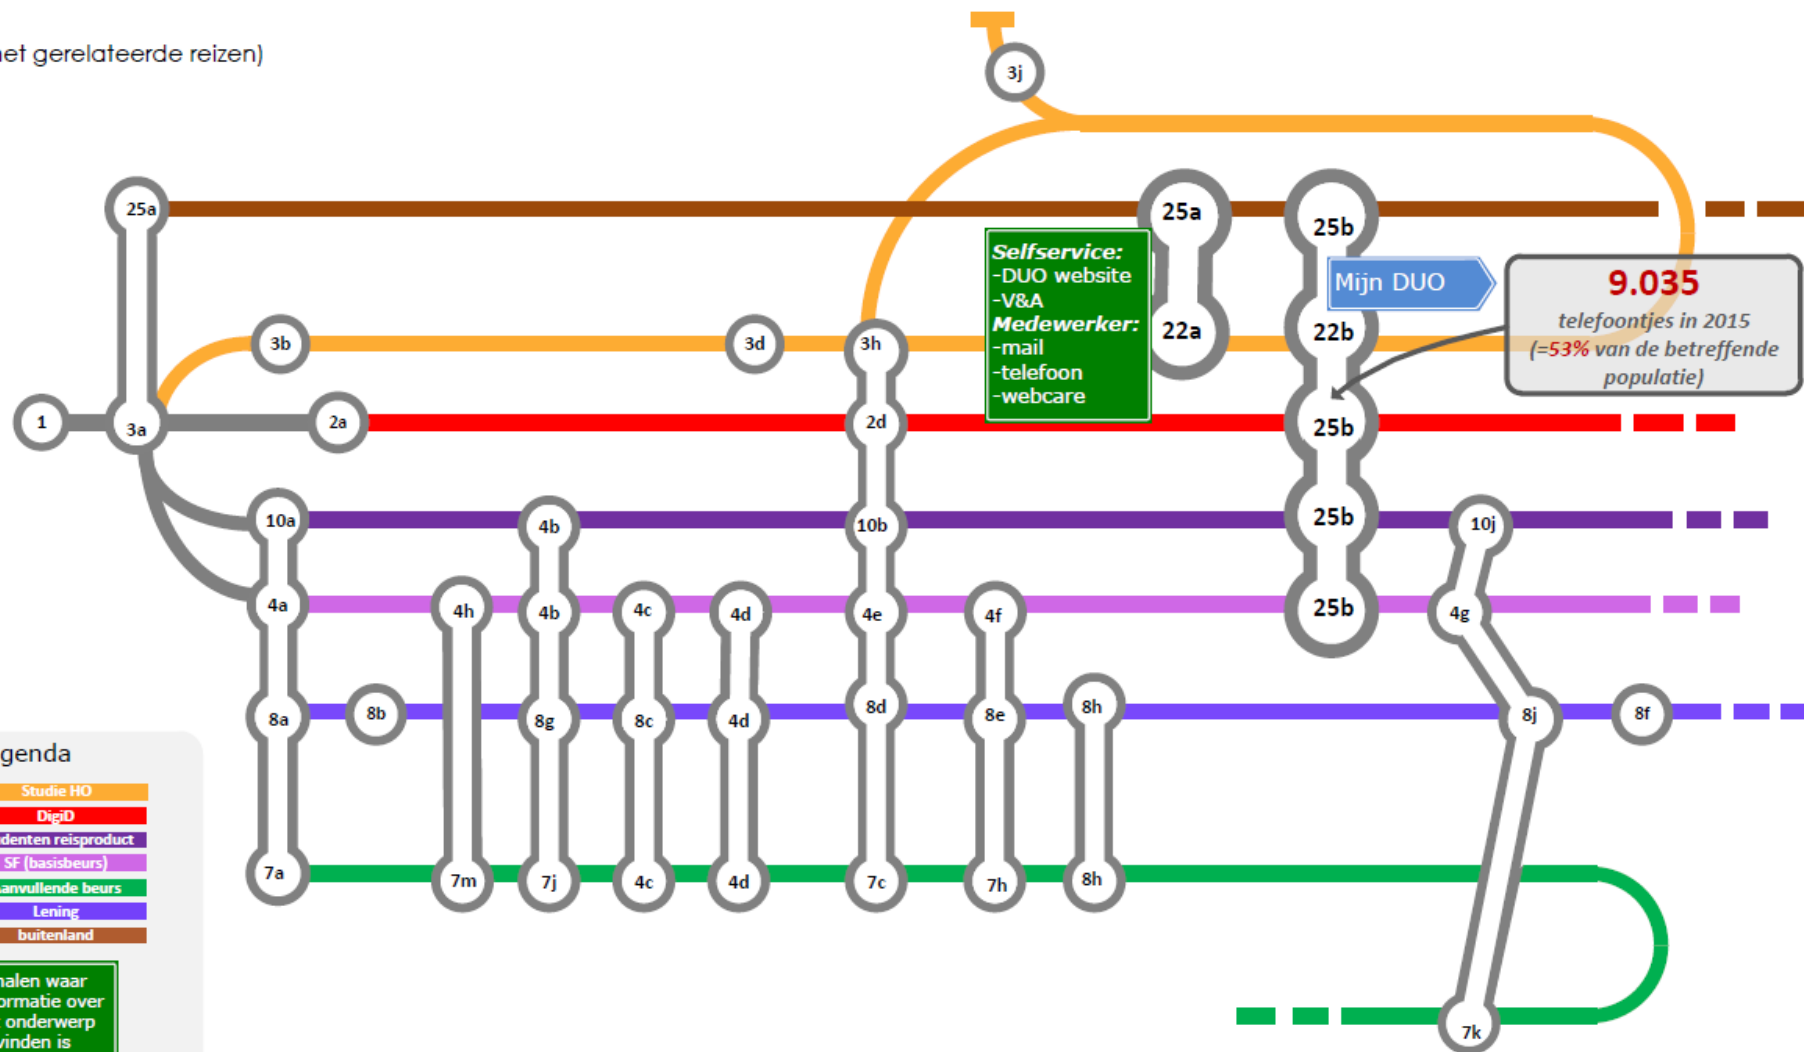 et gerelateerde reizen)
3j
25a
25a
25b
Selfservice:
-DUO website
-V&A
Medewerker:
-mail
-telefoon
-webcare
Mijn DUO
9.035
telefoontjes in 2015
(=53% van de betreffende
populatie)
3b
3d
3h
22a
22b
1
3a
2a
2d
25b
10a
4b
10b
25b
10j
4a
4h
4b
4c
4d
4e
4f
25b
4g
8a
8b
8g
8c
4d
8d
8e
8h
8j
8f
7a
7m
7j
4c
4d
7c
7h
8h
7k
genda
Studie HO
DigiD
denten reisproduct
SF (basisbeurs)
anvullende beurs
Lening
buitenland
nalen waar
ormatie over
t onderwerp
vinden is